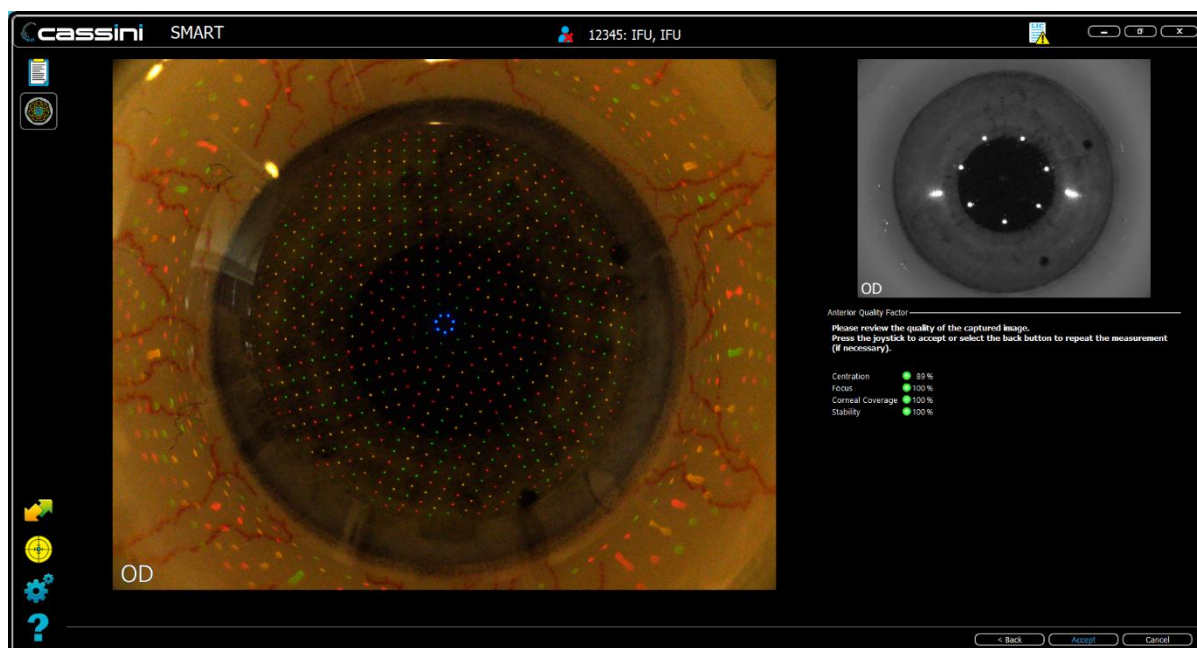 cassini SMART 12345: IFU, IFU LIC
OD
OD
Anterior Quality Factor
Please review the quality of the captured image.
Press the joystick to accept or select the back button to repeat the measurement
(if necessary).
Centration 89 %
Focus 100 %
Corneal Coverage 100 %
Stability 100 %
?
< Back Accept Cancel